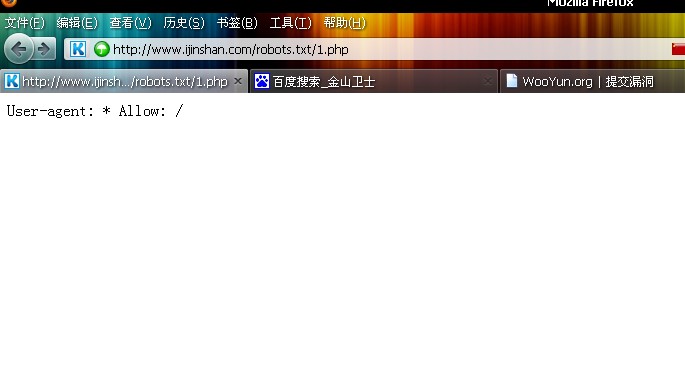 Mozilla Firefox
文件(F) 编辑(E) 查看(V) 历史(S) 书签(B) 工具(T) 帮助(H)
http://www.ijinshan.com/robots.txt/1.php
http://www.ijinsh.../robots.txt/1.php 百度搜索_金山卫士 WooYun.org | 提交漏洞
User-agent: * Allow: /